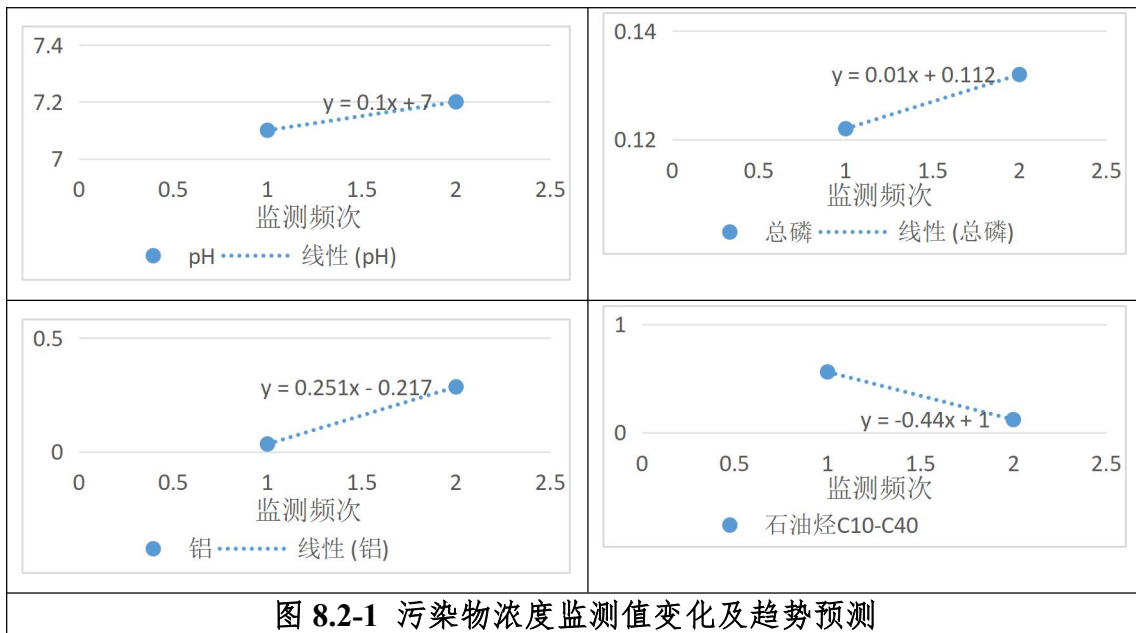 7.4
7.2
7
y = 0.1x + 7
0 0.5 1 1.5 2 2.5
监测频次
pH 线性 (pH)
0.14
0.12
y = 0.01x + 0.112
0 0.5 1 1.5 2 2.5
监测频次
总磷 线性 (总磷)
0.5
0
y = 0.251x - 0.217
0 0.5 1 1.5 2 2.5
监测频次
铝 线性 (铝)
1
0
y = -0.44x + 1
0 0.5 1 1.5 2 2.5
监测频次
石油烃C10-C40
图 8.2-1 污染物浓度监测值变化及趋势预测